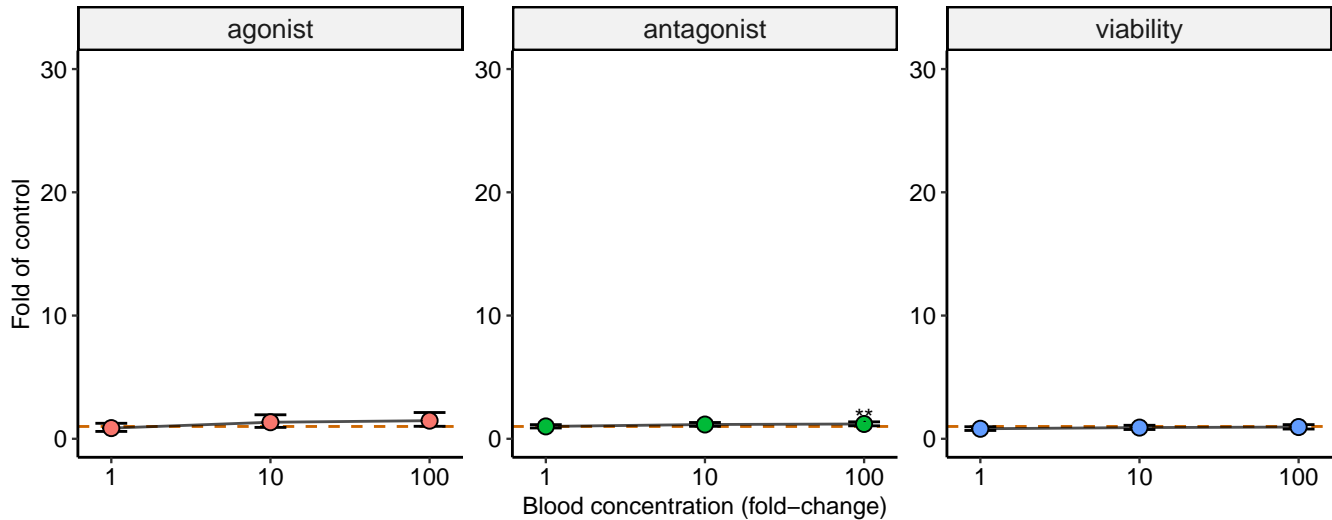 agonist antagonist viability
Fold of control
30 30 30
20 20 20
10 10 10
**
0 0 0
1 10 100 1 10 100 1 10 100
Blood concentration (fold−change)